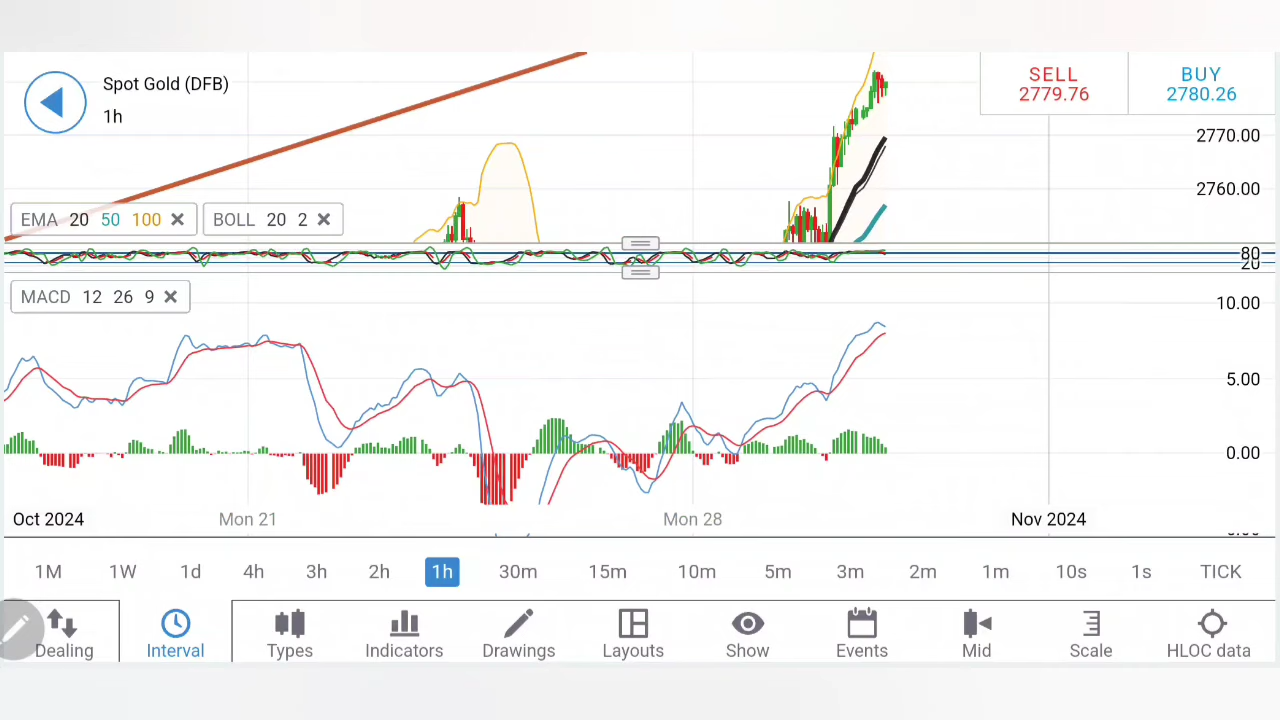 Spot Gold (DFB)
1h
SELL
2779.76
BUY
2780.26
2770.00
2760.00
EMA 20 50 100
BOLL 20 2
80
20
MACD 12 26 9
10.00
5.00
0.00
Oct 2024 Mon 21 Mon 28 Nov 2024
1M 1W 1d 4h 3h 2h 1h 30m 15m 10m 5m 3m 2m 1m 10s 1s TICK
Dealing Interval Types Indicators Drawings Layouts Show Events Mid Scale HLOC data